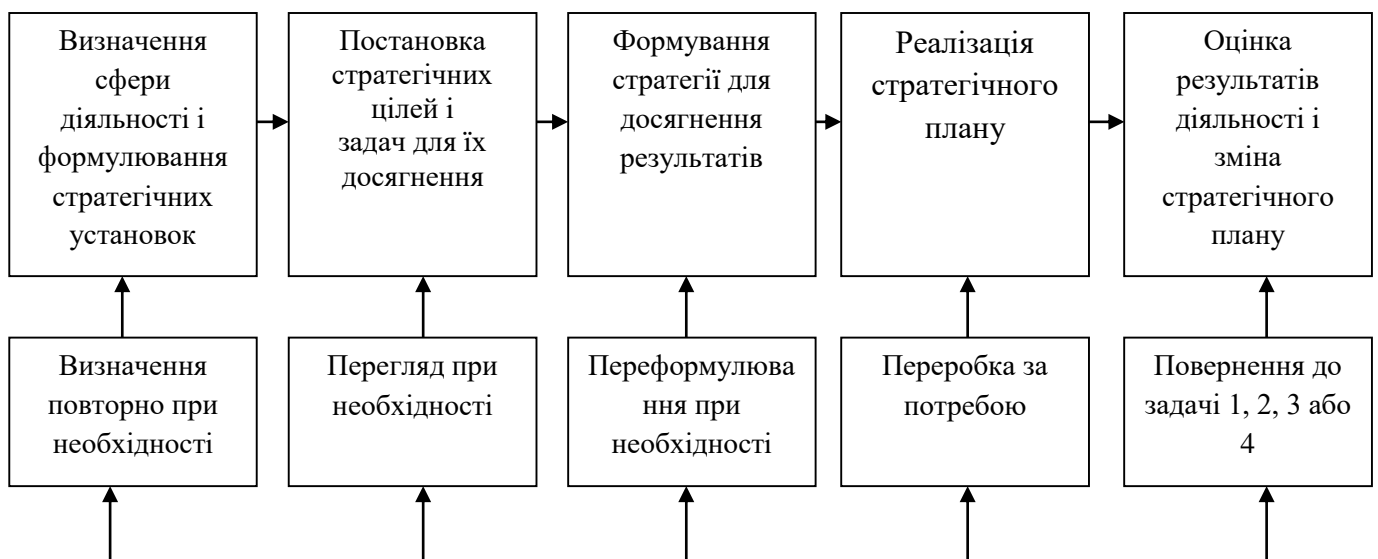 Визначення
сфери
діяльності і
формулювання
стратегічних
установок
Постановка
стратегічних
цілей і
задач для їх
досягнення
Формування
стратегії для
досягнення
результатів
Реалізація
стратегічного
плану
Оцінка
результатів
діяльності і
зміна
стратегічного
плану
Визначення
повторно при
необхідності
Перегляд при
необхідності
Переформулюва
ння при
необхідності
Переробка за
потребою
Повернення до
задачі 1, 2, 3 або
4